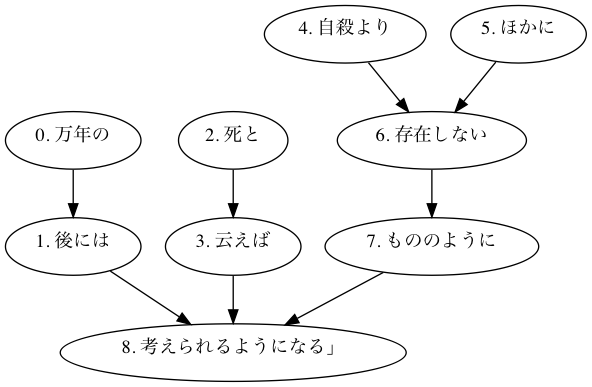 4. 自殺より
5. ほかに
0. 万年の
2. 死と
6. 存在しない
1. 後には
3. 云えば
7. もののように
8. 考えられるようになる」